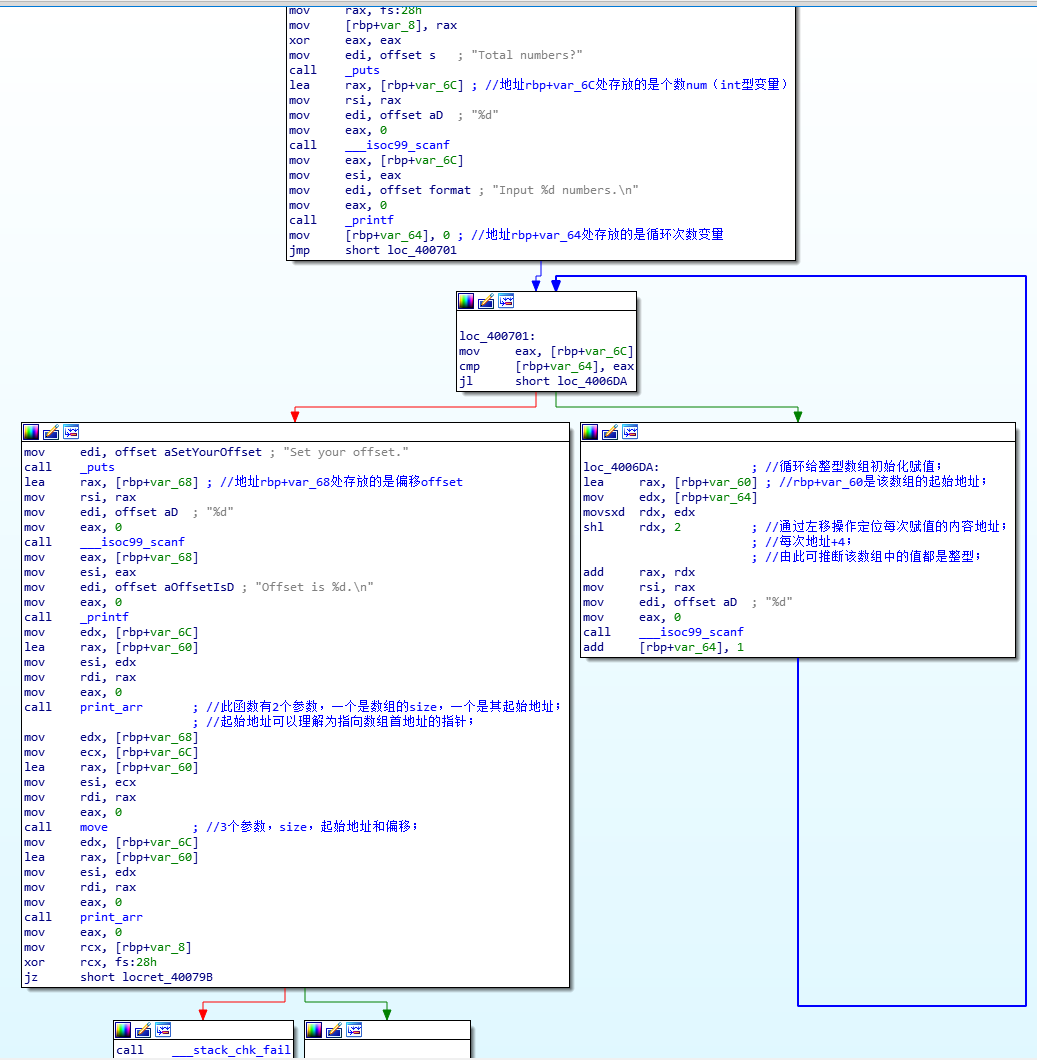 mov rax, fs:28h
mov [rbp+var_8], rax
xor eax, eax
mov edi, offset s ; "Total numbers?"
call _puts
lea rax, [rbp+var_6C] ; //地址rbp+var_6C处存放的是个数num（int型变量）
mov rsi, rax
mov edi, offset aD ; "%d"
mov eax, 0
call ___isoc99_scanf
mov eax, [rbp+var_6C]
mov esi, eax
mov edi, offset format ; "Input %d numbers.\n"
mov eax, 0
call _printf
mov [rbp+var_64], 0 ; //地址rbp+var_64处存放的是循环次数变量
jmp short loc_400701
loc_400701:
mov eax, [rbp+var_6C]
cmp [rbp+var_64], eax
jl short loc_4006DA
mov edi, offset aSetYourOffset ; "Set your offset."
call _puts
lea rax, [rbp+var_68] ; //地址rbp+var_68处存放的是偏移offset
mov rsi, rax
mov edi, offset aD ; "%d"
mov eax, 0
call ___isoc99_scanf
mov eax, [rbp+var_68]
mov esi, eax
mov edi, offset aOffsetIsD ; "Offset is %d.\n"
mov eax, 0
call _printf
mov edx, [rbp+var_6C]
lea rax, [rbp+var_60]
mov esi, edx
mov rdi, rax
mov eax, 0
call print_arr ; //此函数有2个参数，一个是数组的size，一个是其起始地址；
; //起始地址可以理解为指向数组首地址的指针；
mov edx, [rbp+var_68]
mov ecx, [rbp+var_6C]
lea rax, [rbp+var_60]
mov esi, ecx
mov rdi, rax
mov eax, 0
call move ; //3个参数，size，起始地址和偏移；
mov edx, [rbp+var_6C]
lea rax, [rbp+var_60]
mov esi, edx
mov rdi, rax
mov eax, 0
call print_arr
mov eax, 0
mov rcx, [rbp+var_8]
xor rcx, fs:28h
jz short locret_40079B
loc_4006DA: ; //循环给整型数组初始化赋值；
lea rax, [rbp+var_60] ; //rbp+var_60是该数组的起始地址；
mov edx, [rbp+var_64]
movsxd rdx, edx
shl rdx, 2 ; //通过左移操作定位每次赋值的内容地址；
; //每次地址+4；
; //由此可推断该数组中的值都是整型；
add rax, rdx
mov rsi, rax
mov edi, offset aD ; "%d"
mov eax, 0
call ___isoc99_scanf
add [rbp+var_64], 1
call ___stack_chk_fail